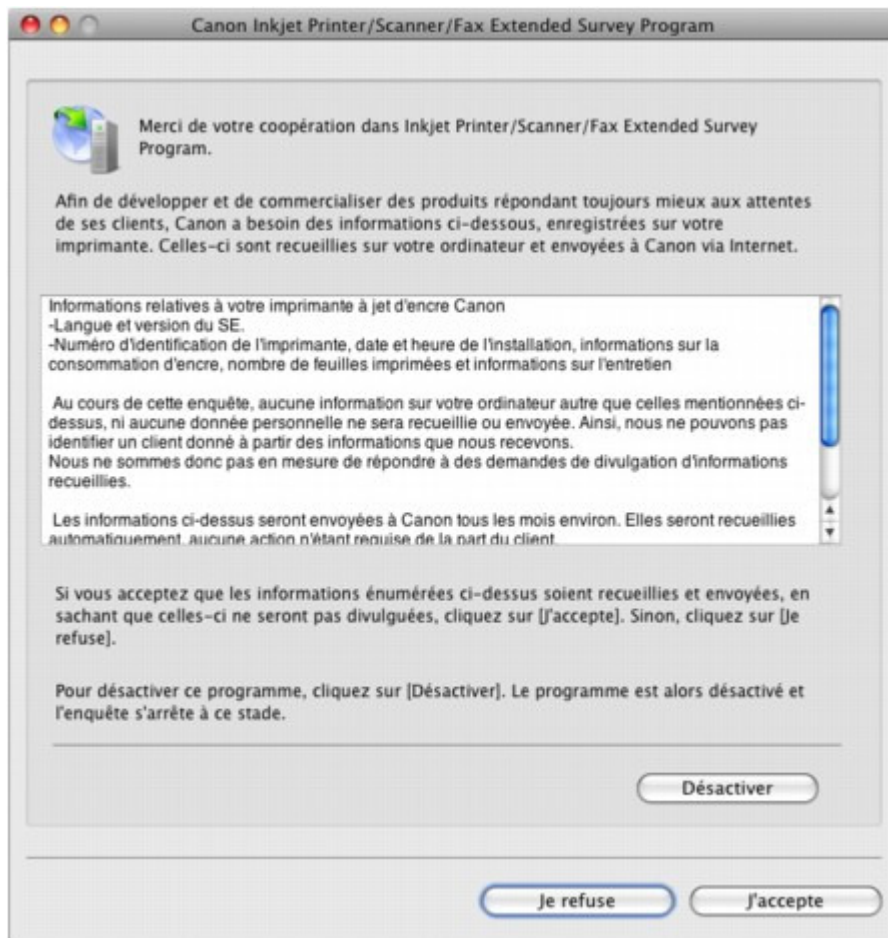 Canon Inkjet Printer/Scanner/Fax Extended Survey Program
Merci de votre coopération dans Inkjet Printer/Scanner/Fax Extended Survey
Program.
Afin de développer et de commercialiser des produits répondant toujours mieux aux attentes
de ses clients, Canon a besoin des informations ci-dessous, enregistrées sur votre
imprimante. Celles-ci sont recueillies sur votre ordinateur et envoyées à Canon via Internet.
Informations relatives à votre imprimante à jet d'encre Canon
-Langue et version du SE.
-Numéro d'identification de l'imprimante, date et heure de l'installation, informations sur la
consommation d'encre, nombre de feuilles imprimées et informations sur l'entretien
Au cours de cette enquête, aucune information sur votre ordinateur autre que celles mentionnées ci-
dessus, ni aucune donnée personnelle ne sera recueillie ou envoyée. Ainsi, nous ne pouvons pas
identifier un client donné à partir des informations que nous recevons.
Nous ne sommes donc pas en mesure de répondre à des demandes de divulgation d'informations
recueillies.
Les informations ci-dessus seront envoyées à Canon tous les mois environ. Elles seront recueillies
automatiquement, aucune action n'étant requise de la part du client.
Si vous acceptez que les informations énumérées ci-dessus soient recueillies et envoyées, en
sachant que celles-ci ne seront pas divulguées, cliquez sur [J'accepte]. Sinon, cliquez sur [Je
refuse].
Pour désactiver ce programme, cliquez sur [Désactiver]. Le programme est alors désactivé et
l'enquête s'arrête à ce stade.
Désactiver
Je refuse
J'accepte